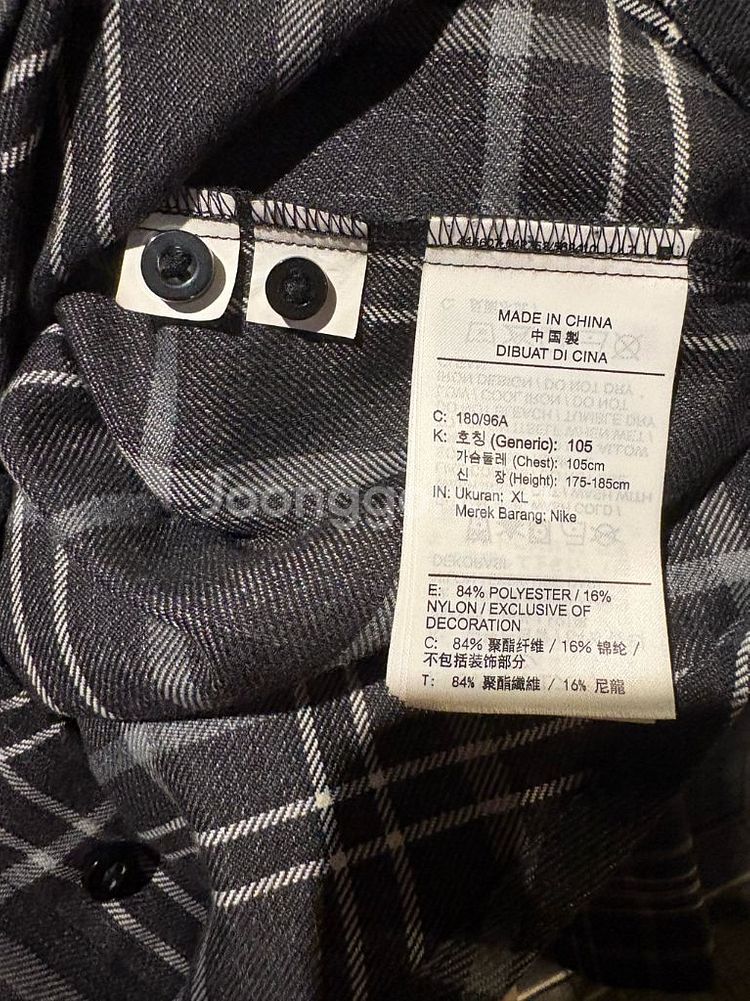 MADE IN CHINA
中国製
DIBUAT DI CINA
C: 180/96A
K: 호칭 (Generic): 105
가슴둘레 (Chest): 105cm
신 장 (Height): 175-185cm
IN: Ukuran: XL
Merek Barang: Nike
E: 84% POLYESTER / 16%
NYLON / EXCLUSIVE OF
DECORATION
C: 84% 聚酯纤维 / 16% 锦纶 /
不包括装饰部分
T: 84% 聚酯纖維 / 16% 尼龍